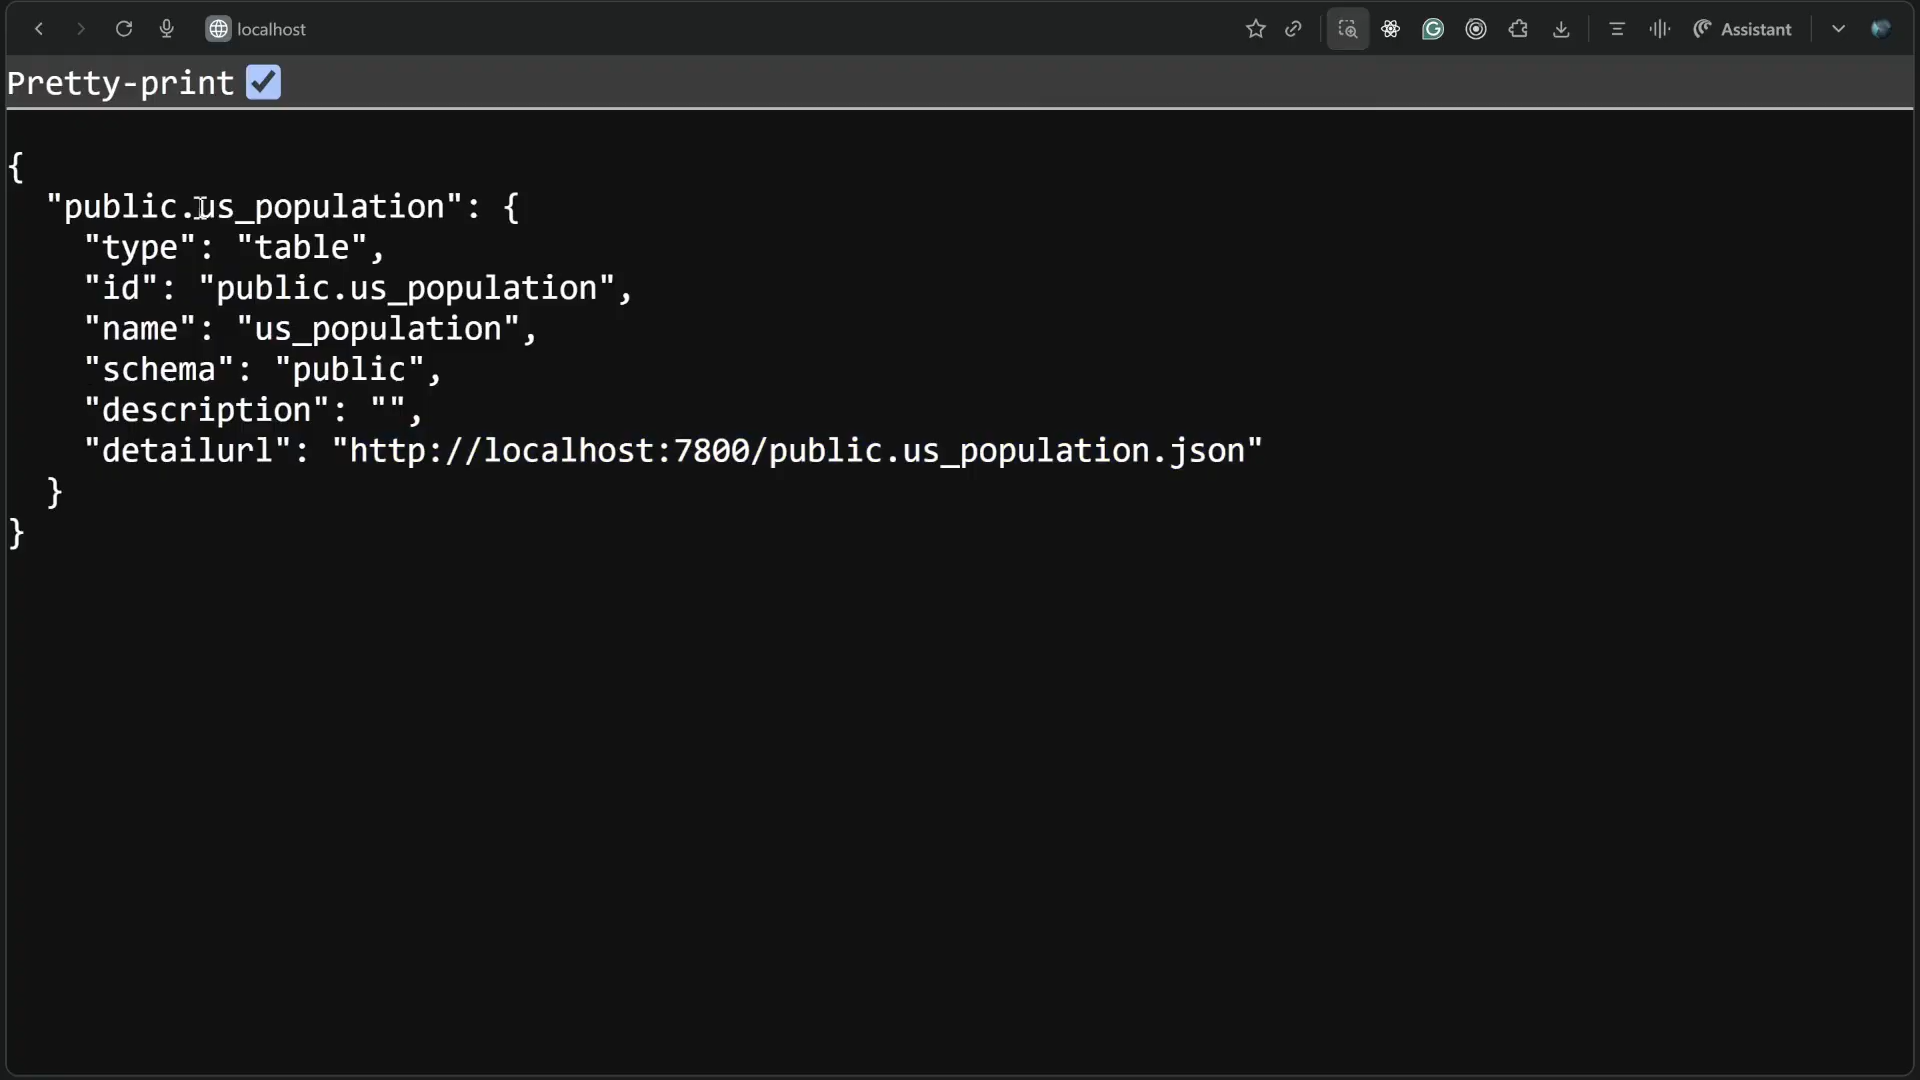 localhost
Assistant
Pretty-print
{
  "public.us_population": {
    "type": "table",
    "id": "public.us_population",
    "name": "us_population",
    "schema": "public",
    "description": "",
    "detailurl": "http://localhost:7800/public.us_population.json"
  }
}